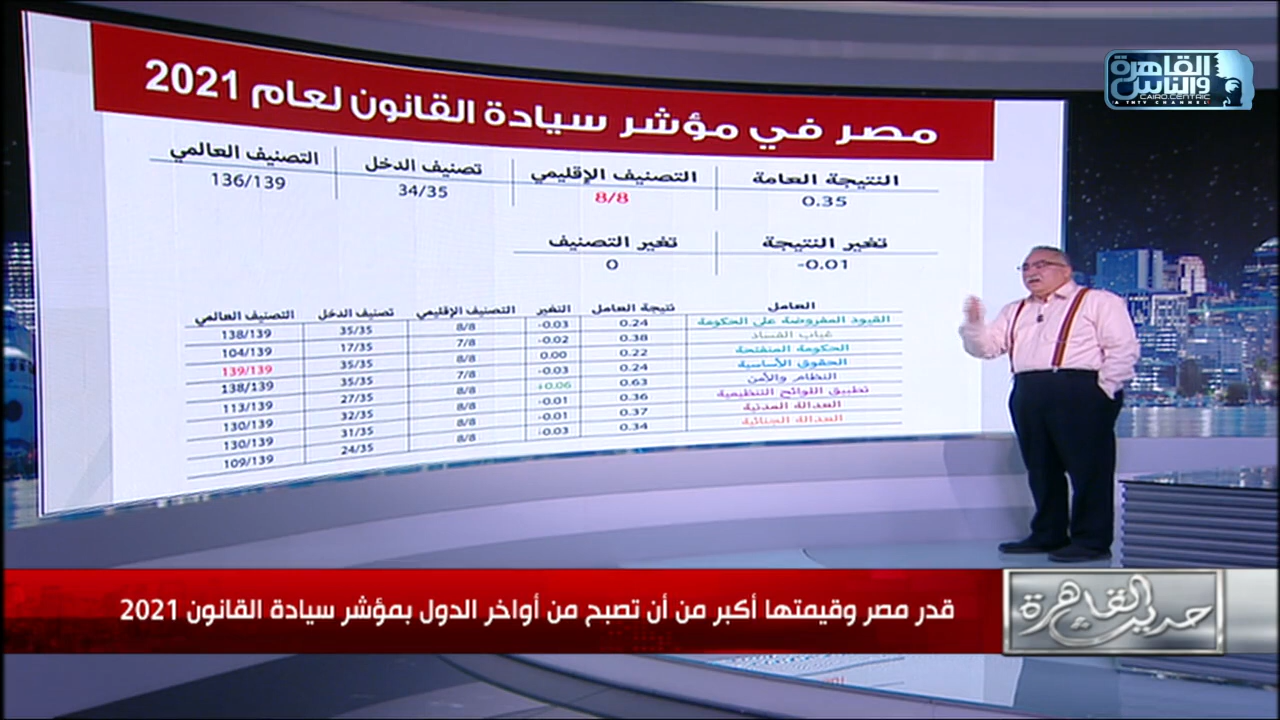 القاهرة
والناس
CAIRO.CENTRIC
A TNTV CHANNEL
مصر في مؤشر سيادة القانون لعام 2021
النتيجة العامة التصنيف الإقليمي تصنيف الدخل التصنيف العالمي
0.35 8/8 34/35 136/139
تغير النتيجة تغير التصنيف
-0.01 0
العامل نتيجة العامل التغير التصنيف الإقليمي تصنيف الدخل التصنيف العالمي
القيود المفروضة على الحكومة 0.24 -0.03 8/8 35/35 138/139
غياب الفساد 0.38 -0.02 7/8 17/35 104/139
الحكومة المنفتحة 0.22 0.00 8/8 35/35 139/139
الحقوق الأساسية 0.24 -0.03 7/8 35/35 138/139
النظام والأمن 0.63 +0.06 8/8 27/35 113/139
تطبيق اللوائح التنظيمية 0.36 -0.01 8/8 32/35 130/139
العدالة المدنية 0.37 -0.01 8/8 31/35 130/139
العدالة الجنائية 0.34 -0.03 8/8 24/35 109/139
حديث القاهرة
قدر مصر وقيمتها أكبر من أن تصبح من أواخر الدول بمؤشر سيادة القانون 2021